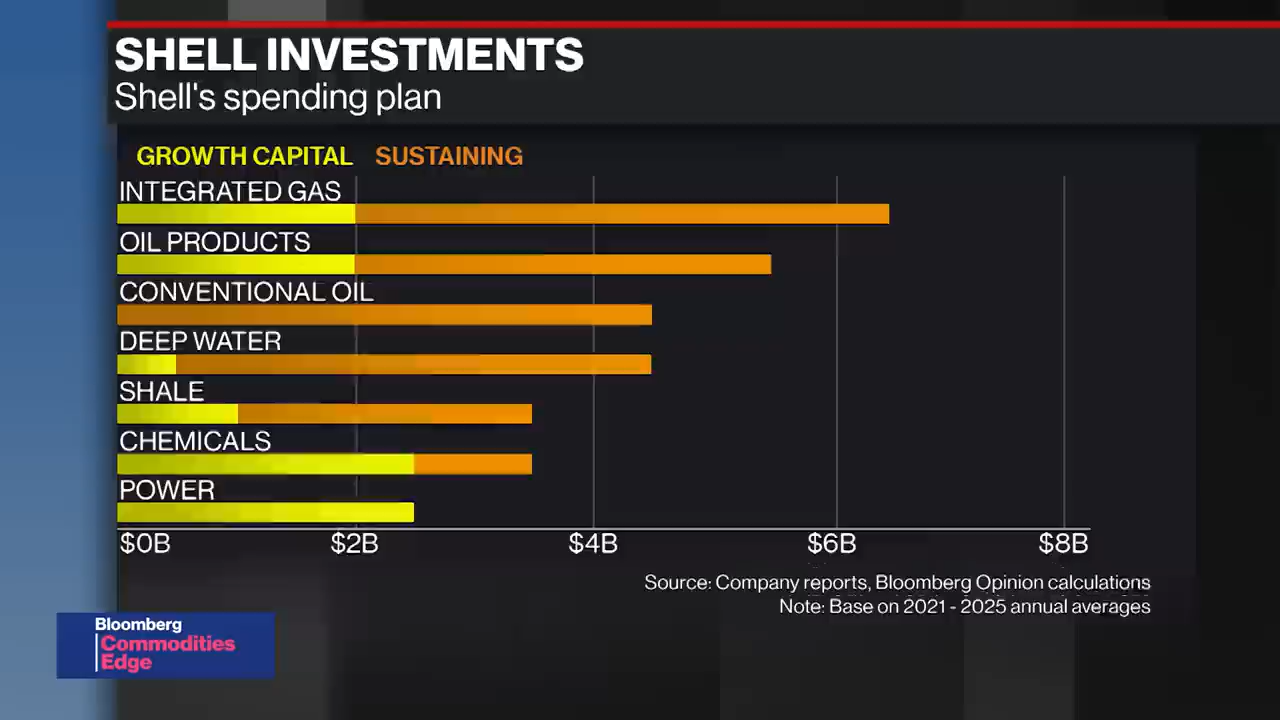 SHELL INVESTMENTS
Shell's spending plan
GROWTH CAPITAL SUSTAINING
INTEGRATED GAS
OIL PRODUCTS
CONVENTIONAL OIL
DEEP WATER
SHALE
CHEMICALS
POWER
$0B $2B $4B $6B $8B
Source: Company reports, Bloomberg Opinion calculations
Note: Base on 2021 - 2025 annual averages
Bloomberg
Commodities
Edge